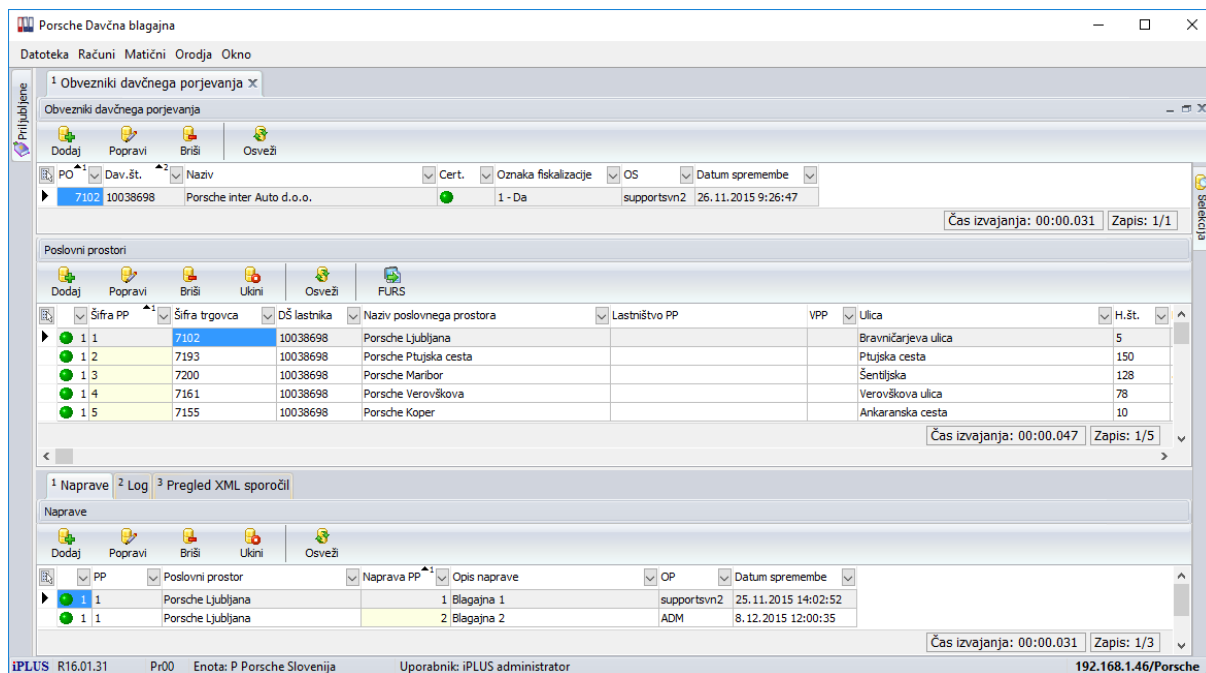 Porsche Davčna blagajna
Datoteka Računi Matični Orodja Okno
Priljubljene
1 Obvezniki davčnega porjevanja x
Obvezniki davčnega porjevanja
Dodaj Popravi Briši Osveži
PO 1 Dav.št. 2 Naziv Cert. Oznaka fiskalizacije OS Datum spremembe
7102 10038698 Porsche inter Auto d.o.o. 1 - Da supportsvn2 26.11.2015 9:26:47
Čas izvajanja: 00:00.031 Zapis: 1/1
Selekcija
Poslovni prostori
Dodaj Popravi Briši Ukini Osveži FURS
Šifra PP 1 Šifra trgovca DŠ lastnika Naziv poslovnega prostora Lastništvo PP VPP Ulica H.št.
1 1 7102 10038698 Porsche Ljubljana Bravničarjeva ulica 5
1 2 7193 10038698 Porsche Ptujska cesta Ptujska cesta 150
1 3 7200 10038698 Porsche Maribor Šentiljska 128
1 4 7161 10038698 Porsche Verovškova Verovškova ulica 78
1 5 7155 10038698 Porsche Koper Ankaranska cesta 10
Čas izvajanja: 00:00.047 Zapis: 1/5
1 Naprave 2 Log 3 Pregled XML sporočil
Naprave
Dodaj Popravi Briši Ukini Osveži
PP Poslovni prostor Naprava PP 1 Opis naprave OP Datum spremembe
1 1 Porsche Ljubljana 1 Blagajna 1 supportsvn2 25.11.2015 14:02:52
1 1 Porsche Ljubljana 2 Blagajna 2 ADM 8.12.2015 12:00:35
Čas izvajanja: 00:00.031 Zapis: 1/3
iPLUS R16.01.31 Pr00 Enota: P Porsche Slovenija Uporabnik: iPLUS administrator 192.168.1.46/Porsche